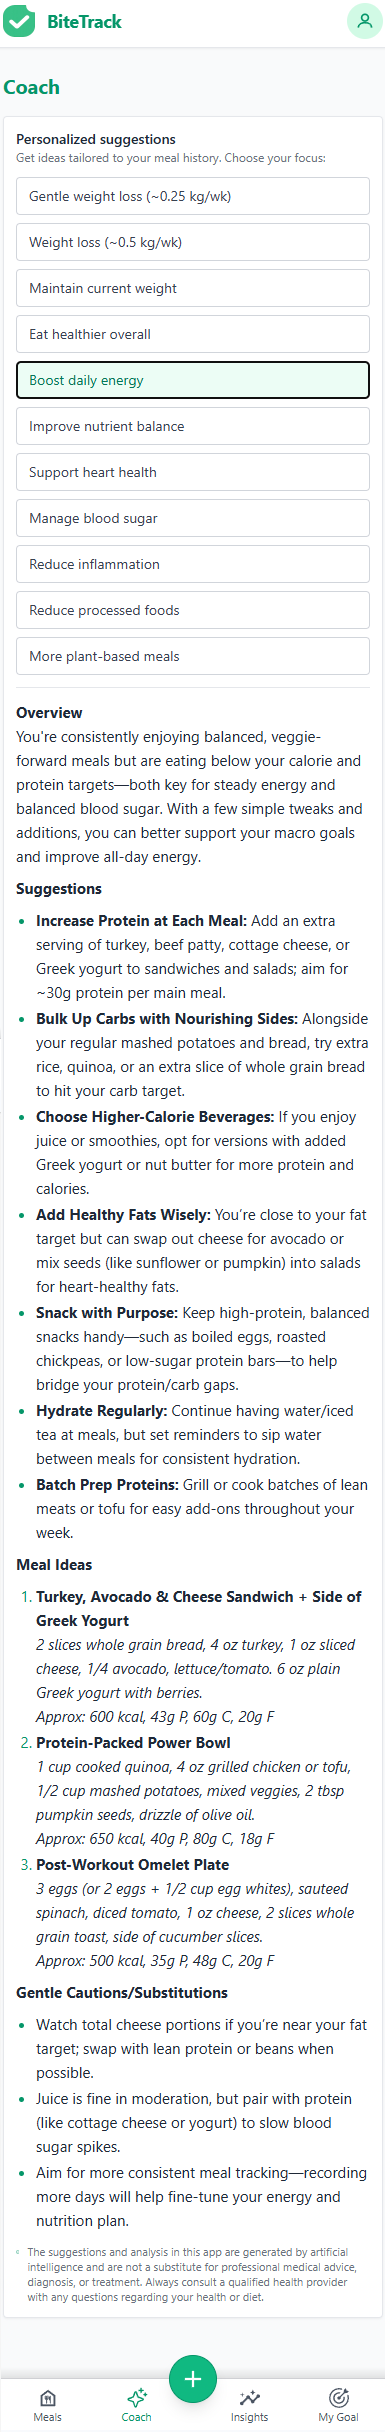 BiteTrack
Coach
Personalized suggestions
Get ideas tailored to your meal history. Choose your focus:
Gentle weight loss (~0.25 kg/wk)
Weight loss (~0.5 kg/wk)
Maintain current weight
Eat healthier overall
Boost daily energy
Improve nutrient balance
Support heart health
Manage blood sugar
Reduce inflammation
Reduce processed foods
More plant-based meals
Overview
You're consistently enjoying balanced, veggie-
forward meals but are eating below your calorie and
protein targets—both key for steady energy and
balanced blood sugar. With a few simple tweaks and
additions, you can better support your macro goals
and improve all-day energy.
Suggestions
• Increase Protein at Each Meal: Add an extra
serving of turkey, beef patty, cottage cheese, or
Greek yogurt to sandwiches and salads; aim for
~30g protein per main meal.
• Bulk Up Carbs with Nourishing Sides: Alongside
your regular mashed potatoes and bread, try extra
rice, quinoa, or an extra slice of whole grain bread
to hit your carb target.
• Choose Higher-Calorie Beverages: If you enjoy
juice or smoothies, opt for versions with added
Greek yogurt or nut butter for more protein and
calories.
• Add Healthy Fats Wisely: You're close to your fat
target but can swap out cheese for avocado or
mix seeds (like sunflower or pumpkin) into salads
for heart-healthy fats.
• Snack with Purpose: Keep high-protein, balanced
snacks handy—such as boiled eggs, roasted
chickpeas, or low-sugar protein bars—to help
bridge your protein/carb gaps.
• Hydrate Regularly: Continue having water/iced
tea at meals, but set reminders to sip water
between meals for consistent hydration.
• Batch Prep Proteins: Grill or cook batches of lean
meats or tofu for easy add-ons throughout your
week.
Meal Ideas
1. Turkey, Avocado & Cheese Sandwich + Side of
Greek Yogurt
2 slices whole grain bread, 4 oz turkey, 1 oz sliced
cheese, 1/4 avocado, lettuce/tomato. 6 oz plain
Greek yogurt with berries.
Approx: 600 kcal, 43g P, 60g C, 20g F
2. Protein-Packed Power Bowl
1 cup cooked quinoa, 4 oz grilled chicken or tofu,
1/2 cup mashed potatoes, mixed veggies, 2 tbsp
pumpkin seeds, drizzle of olive oil.
Approx: 650 kcal, 40g P, 80g C, 18g F
3. Post-Workout Omelet Plate
3 eggs (or 2 eggs + 1/2 cup egg whites), sauteed
spinach, diced tomato, 1 oz cheese, 2 slices whole
grain toast, side of cucumber slices.
Approx: 500 kcal, 35g P, 48g C, 20g F
Gentle Cautions/Substitutions
• Watch total cheese portions if you're near your fat
target; swap with lean protein or beans when
possible.
• Juice is fine in moderation, but pair with protein
(like cottage cheese or yogurt) to slow blood
sugar spikes.
• Aim for more consistent meal tracking—recording
more days will help fine-tune your energy and
nutrition plan.
The suggestions and analysis in this app are generated by artificial
intelligence and are not a substitute for professional medical advice,
diagnosis, or treatment. Always consult a qualified health provider
with any questions regarding your health or diet.
Meals
Coach
Insights
My Goal